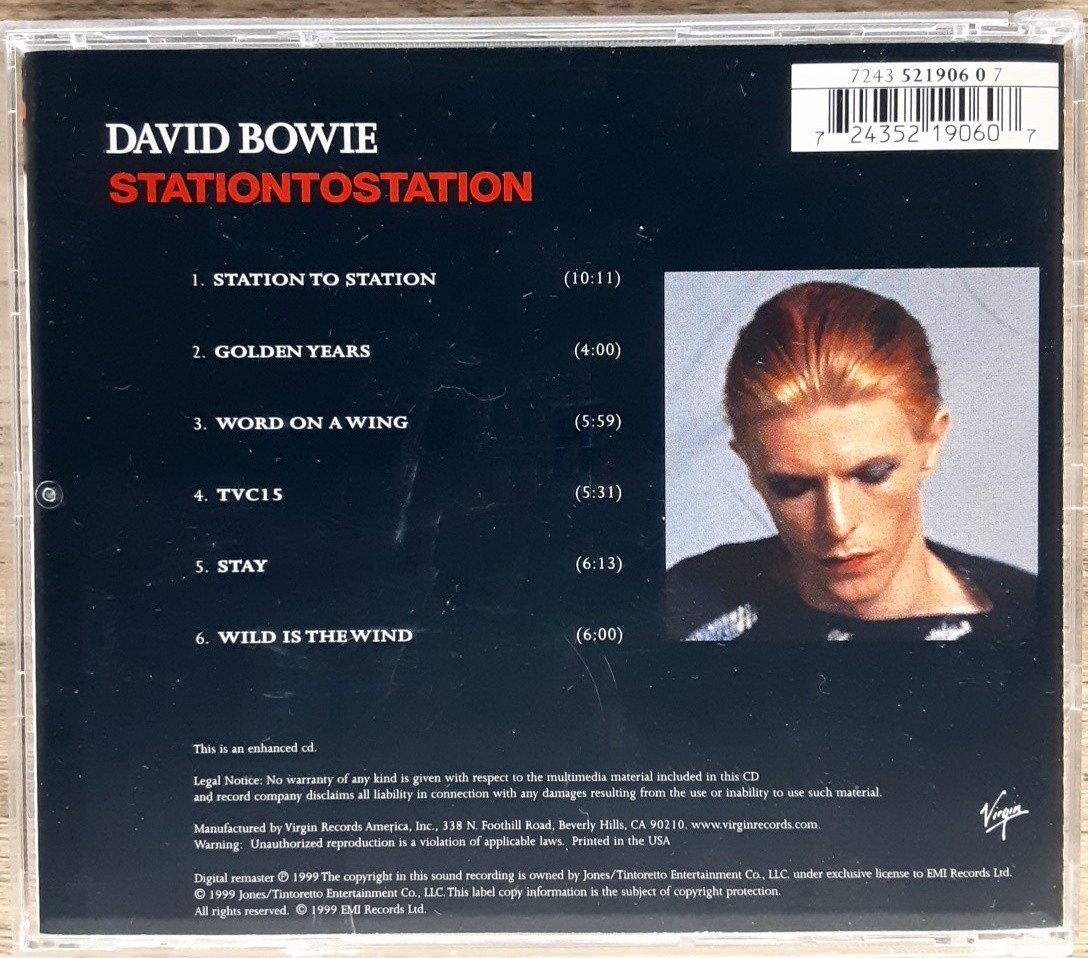 7243 521906 0 7
7 24352 19060 7
DAVID BOWIE
STATIONTOSTATION
1. STATION TO STATION (10:11)
2. GOLDEN YEARS (4:00)
3. WORD ON A WING (5:59)
4. TVC15 (5:31)
5. STAY (6:13)
6. WILD IS THE WIND (6:00)
This is an enhanced cd.
Legal Notice: No warranty of any kind is given with respect to the multimedia material included in this CD
and record company disclaims all liability in connection with any damages resulting from the use or inability to use such material.
Virgin
Manufactured by Virgin Records America, Inc., 338 N. Foothill Road, Beverly Hills, CA 90210. www.virginrecords.com.
Warning: Unauthorized reproduction is a violation of applicable laws. Printed in the USA
Digital remaster ℗ 1999 The copyright in this sound recording is owned by Jones/Tintoretto Entertainment Co., LLC. under exclusive license to EMI Records Ltd.
© 1999 Jones/Tintoretto Entertainment Co., LLC. This label copy information is the subject of copyright protection.
All rights reserved. © 1999 EMI Records Ltd.